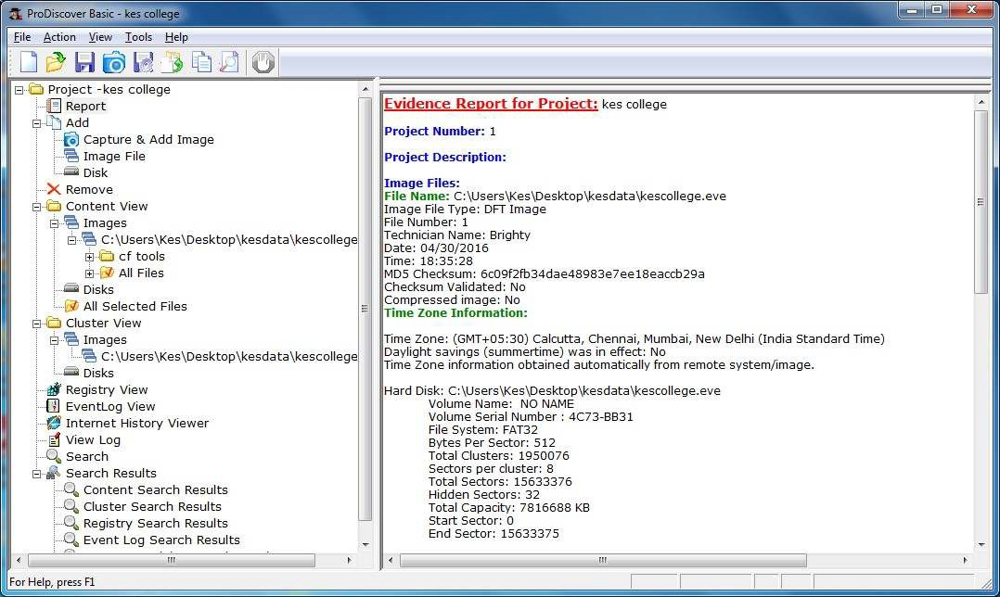 ProDiscover Basic - kes college
File Action View Tools Help
Project -kes college
Report
Add
Capture & Add Image
Image File
Disk
Remove
Content View
Images
C:\Users\Kes\Desktop\kesdata\kescollege
cf tools
All Files
Disks
All Selected Files
Cluster View
Images
C:\Users\Kes\Desktop\kesdata\kescollege
Disks
Registry View
EventLog View
Internet History Viewer
View Log
Search
Search Results
Content Search Results
Cluster Search Results
Registry Search Results
Event Log Search Results
Evidence Report for Project: kes college
Project Number: 1
Project Description:
Image Files:
File Name: C:\Users\Kes\Desktop\kesdata\kescollege.eve
Image File Type: DFT Image
File Number: 1
Technician Name: Brighty
Date: 04/30/2016
Time: 18:35:28
MD5 Checksum: 6c09f2fb34dae48983e7ee18eaccb29a
Checksum Validated: No
Compressed image: No
Time Zone Information:
Time Zone: (GMT+05:30) Calcutta, Chennai, Mumbai, New Delhi (India Standard Time)
Daylight savings (summertime) was in effect: No
Time Zone information obtained automatically from remote system/image.
Hard Disk: C:\Users\Kes\Desktop\kesdata\kescollege.eve
Volume Name: NO NAME
Volume Serial Number : 4C73-BB31
File System: FAT32
Bytes Per Sector: 512
Total Clusters: 1950076
Sectors per cluster: 8
Total Sectors: 15633376
Hidden Sectors: 32
Total Capacity: 7816688 KB
Start Sector: 0
End Sector: 15633375
For Help, press F1